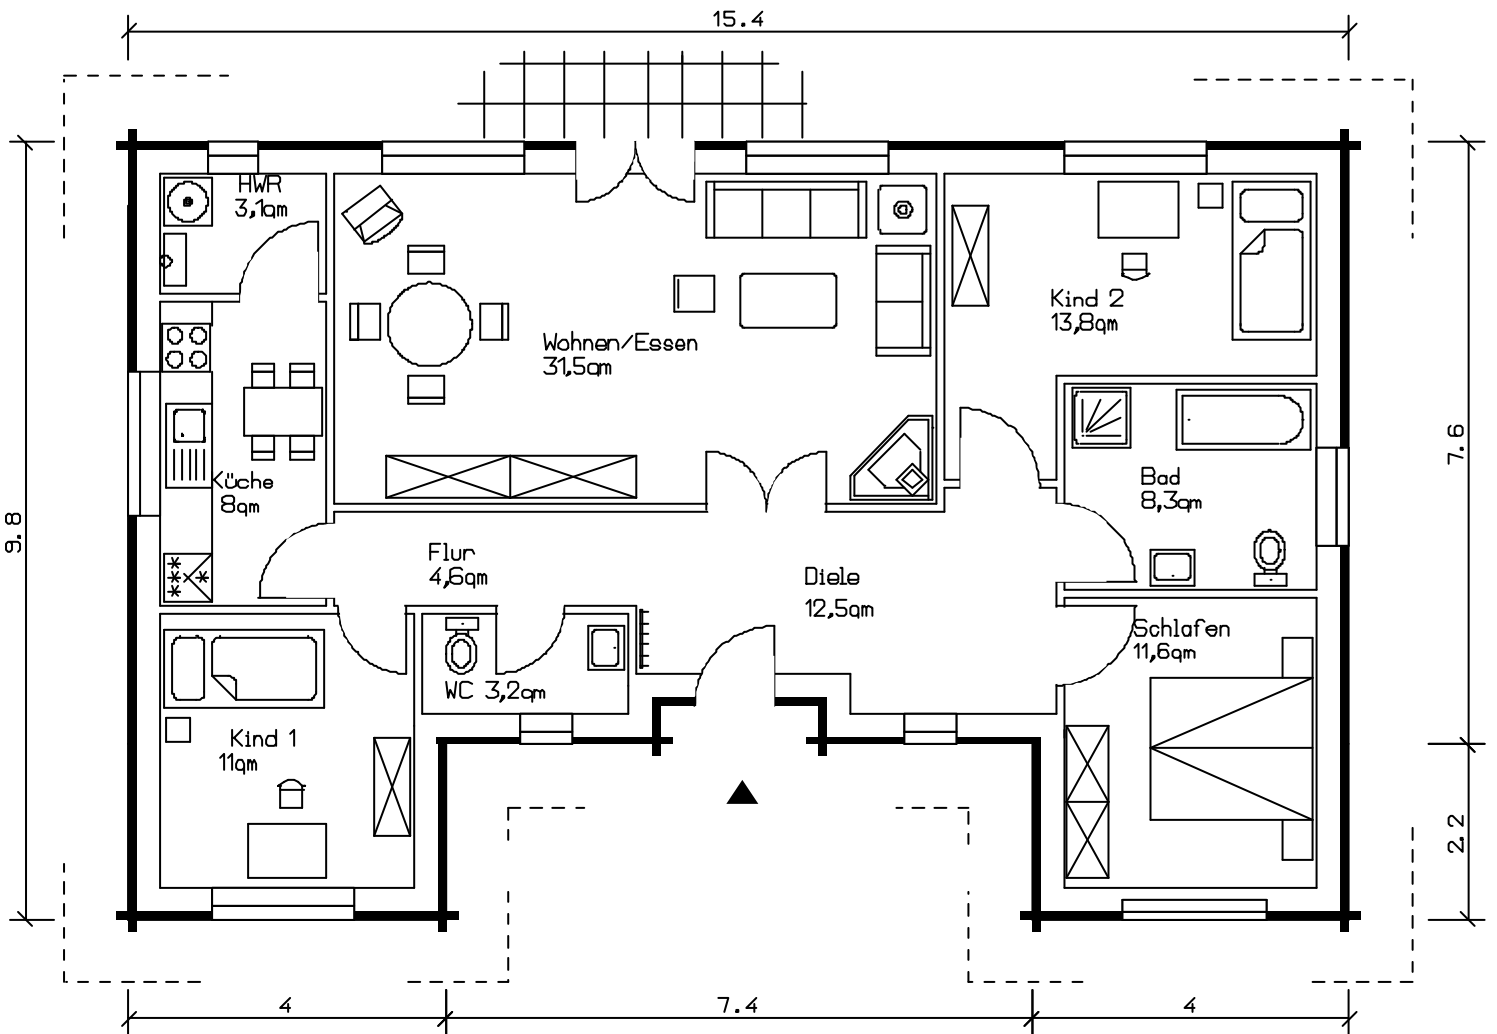 15.4
HWR
3,1qm
Kind 2
13,8qm
Wohnen/Essen
31,5qm
7.6
Küche
8qm
Bad
8,3qm
9.8
Flur
4,6qm
Diele
12,5qm
Schlafen
11,6qm
WC 3,2qm
Kind 1
11qm
2.2
4
7.4
4